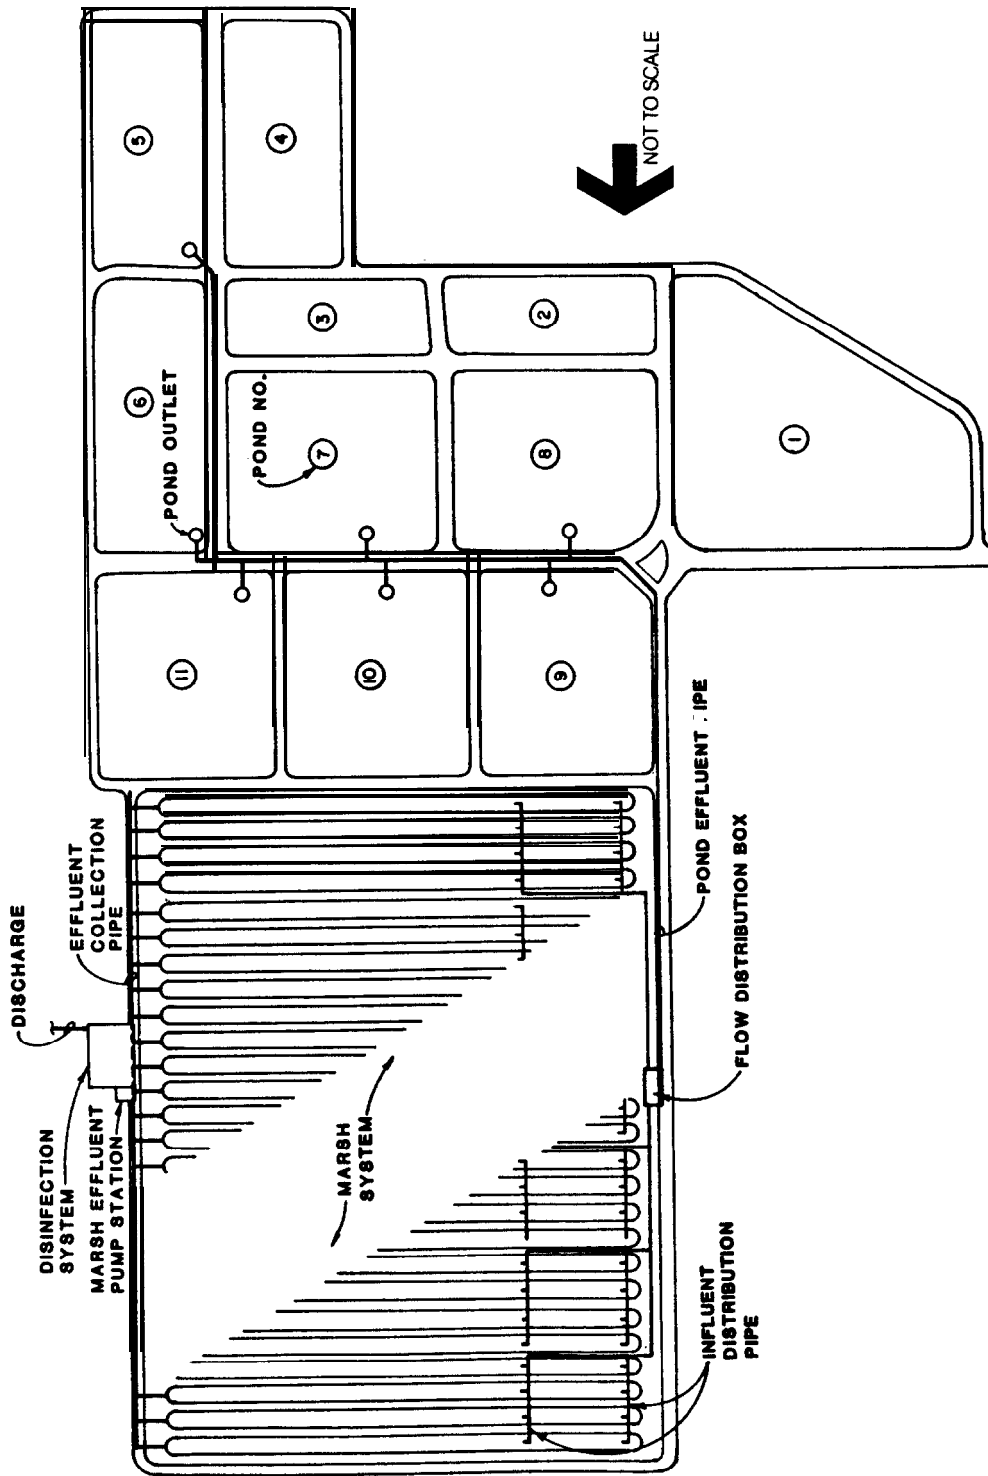 5
4
NOT TO SCALE
3
2
6
POND OUTLET
POND NO.
7
8
1
11
10
9
DISCHARGE
EFFLUENT
COLLECTION
PIPE
POND EFFLUENT IPE
FLOW DISTRIBUTION BOX
DISINFECTION
SYSTEM
MARSH EFFLUENT
PUMP STATION
MARSH
SYSTEM
INFLUENT
DISTRIBUTION
PIPE